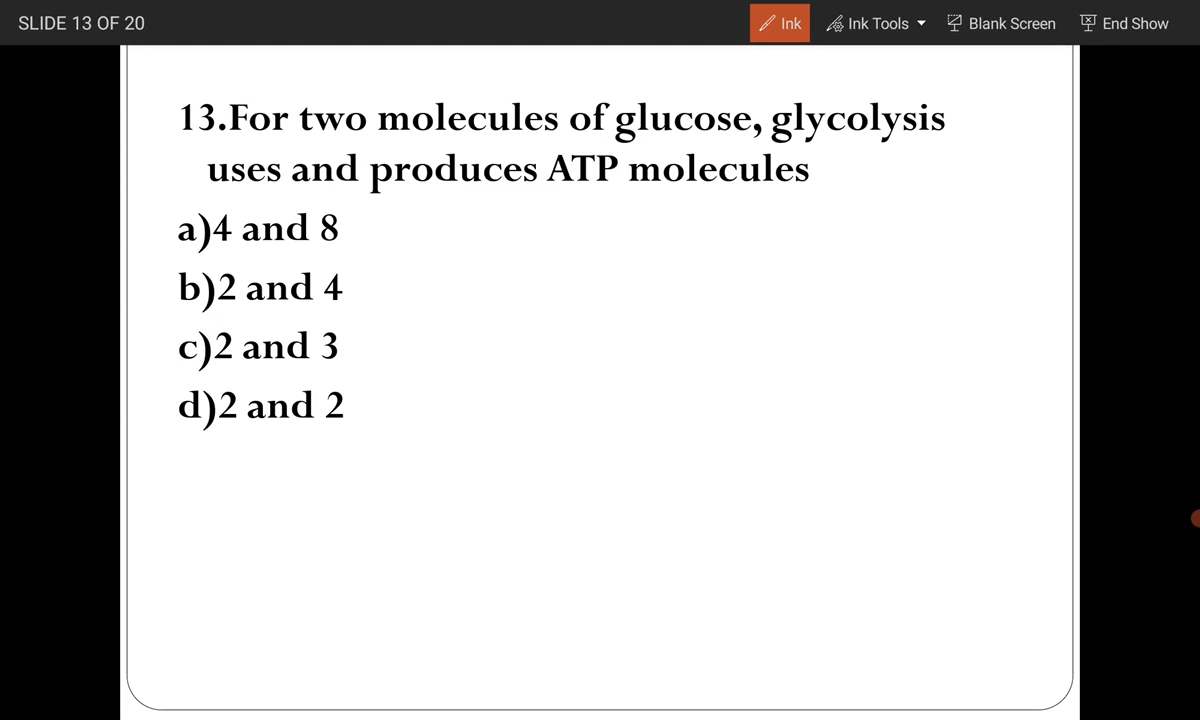 SLIDE 13 OF 20
Ink
Ink Tools
Blank Screen
End Show
13.For two molecules of glucose, glycolysis
uses and produces ATP molecules
a)4 and 8
b)2 and 4
c)2 and 3
d)2 and 2